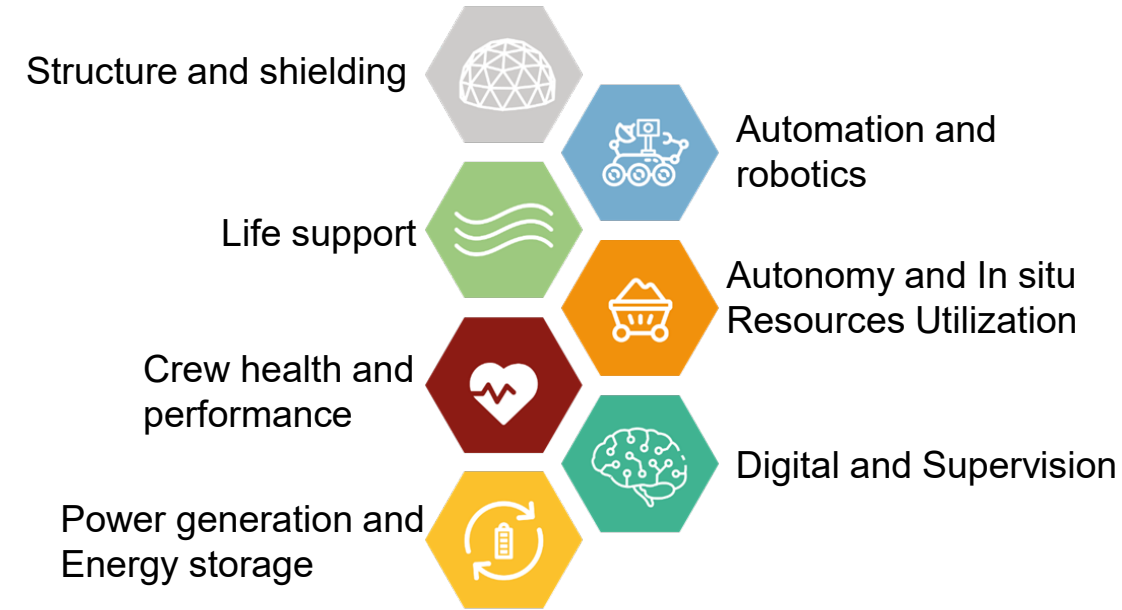 Structure and shielding
Automation and
robotics
Life support
Autonomy and In situ
Resources Utilization
Crew health and
performance
Digital and Supervision
Power generation and
Energy storage